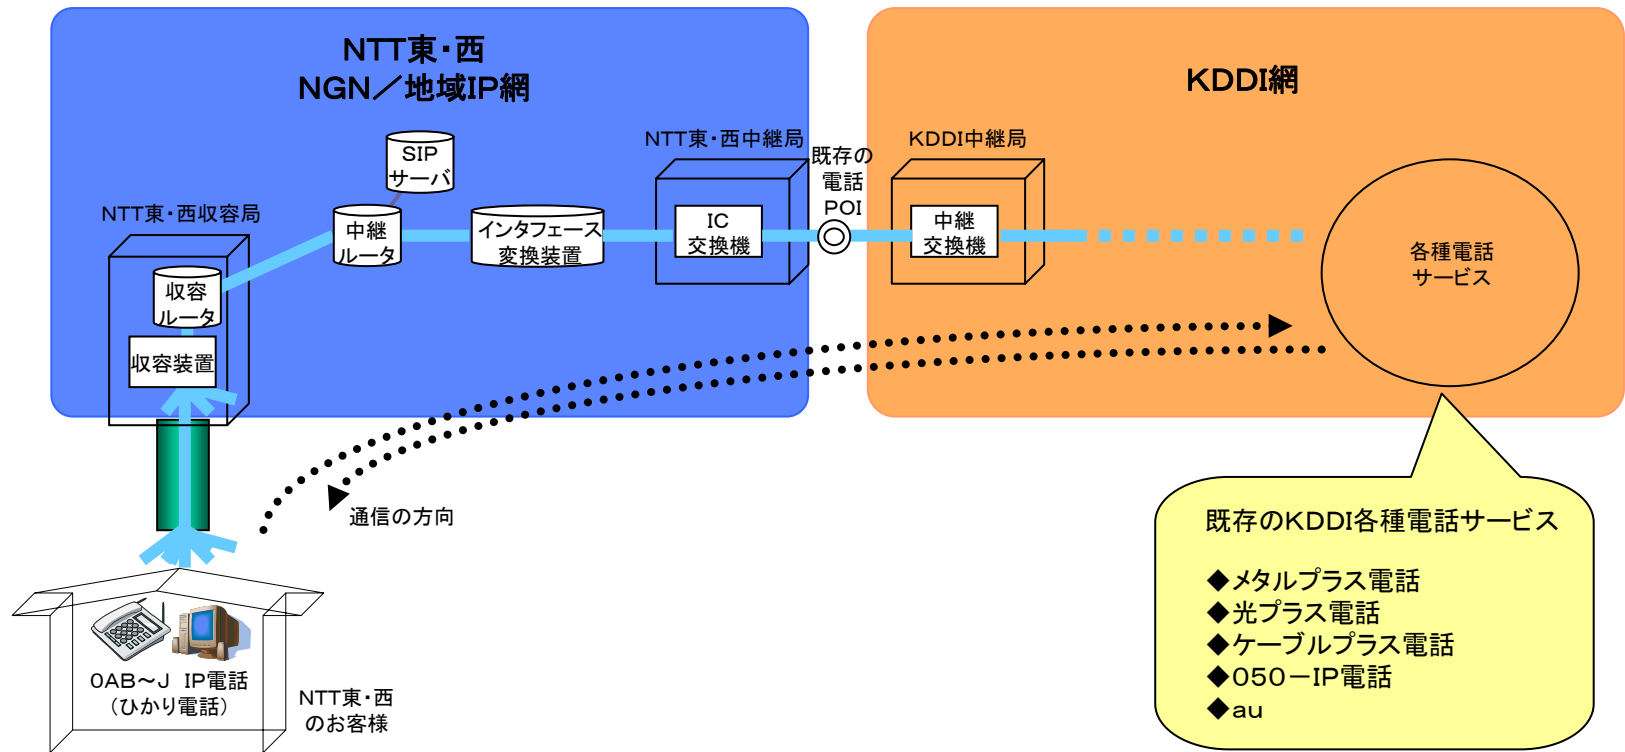 NTT東・西
NGN／地域IP網
KDDI網
SIP
サーバ
NTT東・西中継局
既存の
電話
POI
KDDI中継局
NTT東・西収容局
中継
ルータ
インタフェース
変換装置
IC
交換機
中継
交換機
各種電話
サービス
収容
ルータ
収容装置
通信の方向
既存のKDDI各種電話サービス
◆メタルプラス電話
◆光プラス電話
◆ケーブルプラス電話
◆050－IP電話
◆au
0AB～J IP電話
（ひかり電話）
NTT東・西
のお客様